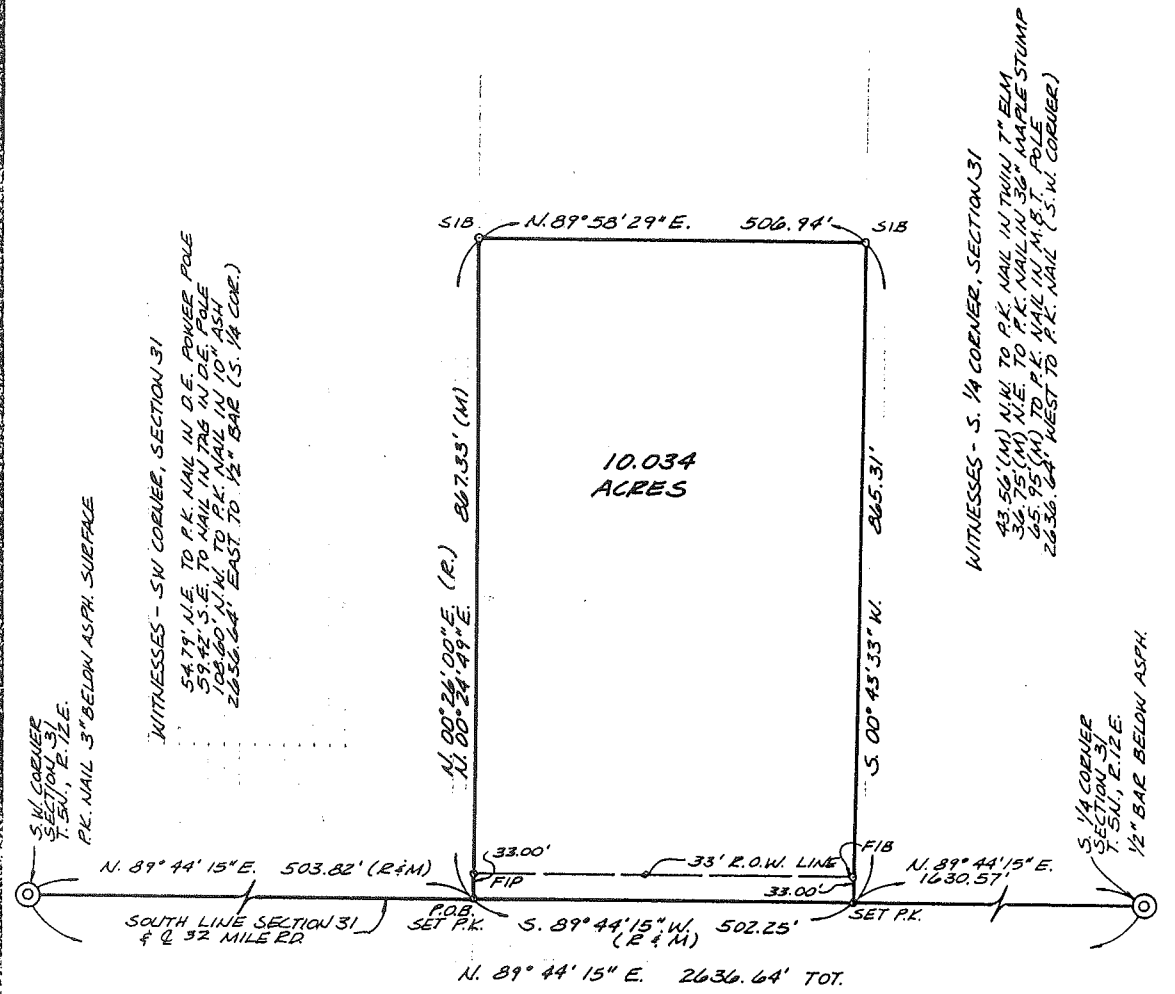 SIB
N. 89° 58' 29" E. 506.94'
SIB
WITNESSES - SW CORNER, SECTION 31
54.79' N.E. TO P.K. NAIL IN D.E. POWER POLE
59.42' S.E. TO NAIL IN TAG IN D.E. POLE
108.60' N.W. TO P.K. NAIL IN 10" ASH
2636.64' EAST TO 1/2" BAR (S. 1/4 COR.)
WITNESSES - S. 1/4 CORNER, SECTION 31
43.56' (M) N.W. TO P.K. NAIL IN TWIN 7" ELM
36.75' (M) N.E. TO P.K. NAIL IN 36" MAPLE STUMP
65.95' (M) TO P.K. NAIL IN M.B.T. POLE
2636.64' WEST TO P.K. NAIL (S.W. CORNER)
10.034
ACRES
N. 00° 26' 00" E. (R.)
N. 00° 24' 49" E. 867.33' (M)
S. 00° 43' 33" W. 865.31'
S.W. CORNER
SECTION 31
T. 5N., R. 12E.
P.K. NAIL 3" BELOW ASPH. SURFACE
S. 1/4 CORNER
SECTION 31
T. 5N., R. 12E.
1/2" BAR BELOW ASPH.
N. 89° 44' 15" E. 503.82' (R&M)
33.00'
FIP
33' R.O.W. LINE
FIB
33.00'
N. 89° 44' 15" E.
1630.57'
SOUTH LINE SECTION 31
& ℄ 32 MILE RD.
P.O.B.
SET P.K.
S. 89° 44' 15" W. 502.25'
(R & M)
SET P.K.
N. 89° 44' 15" E. 2636.64' TOT.